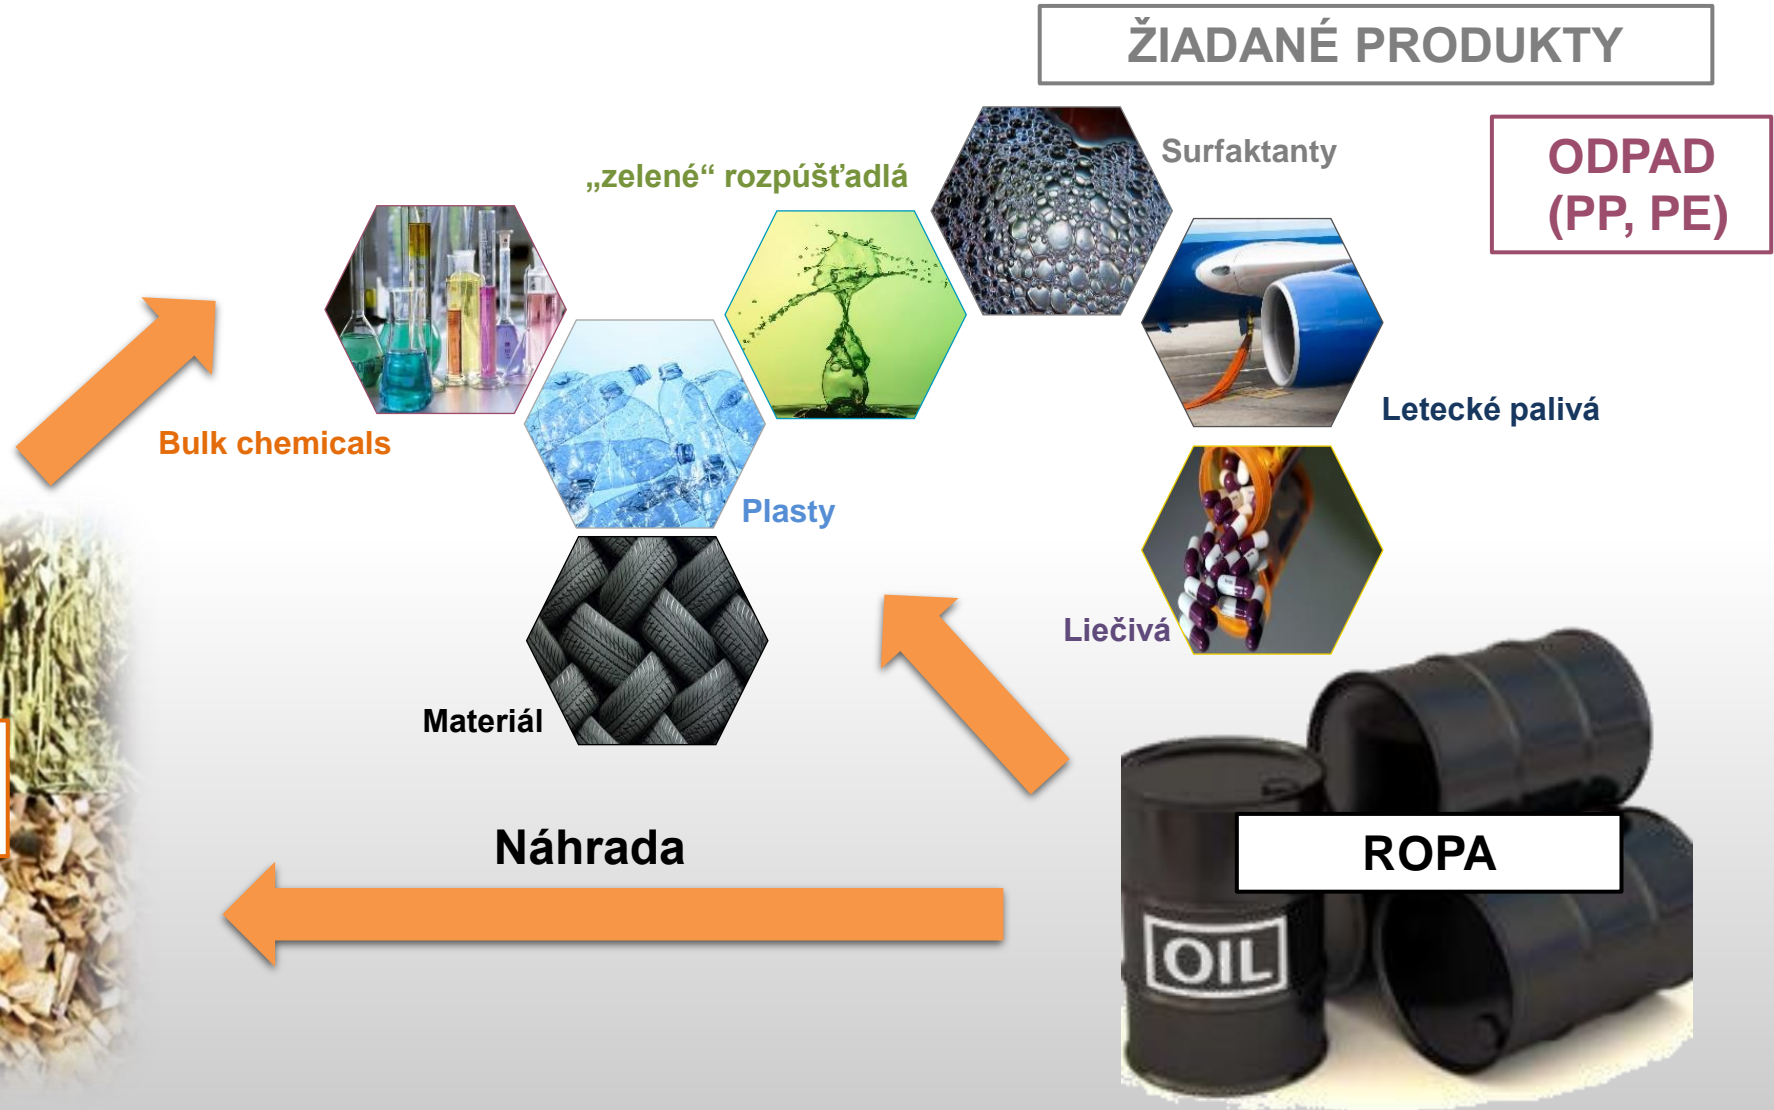 ŽIADANÉ PRODUKTY
ODPAD
(PP, PE)
Surfaktanty
„zelené“ rozpúšťadlá
Letecké palivá
Bulk chemicals
Plasty
Liečivá
Materiál
Náhrada
ROPA
OIL